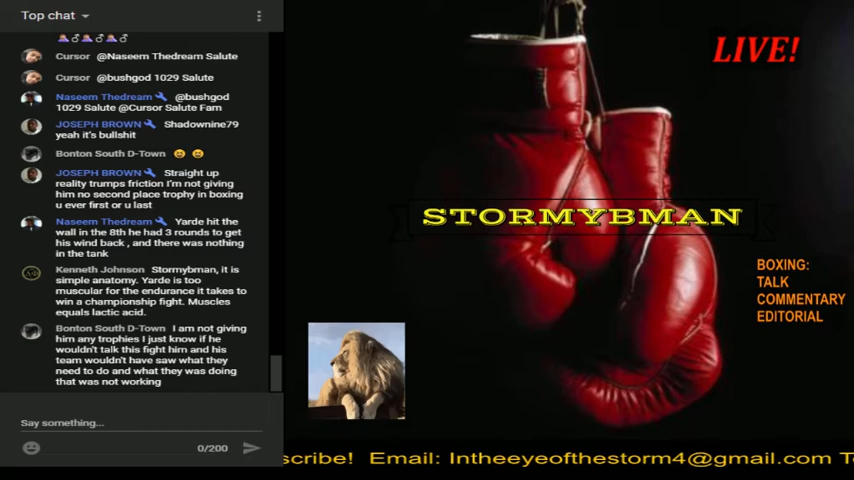 Top chat
Cursor @Naseem Thedream Salute
Cursor @bushgod 1029 Salute
Naseem Thedream @bushgod
1029 Salute @Cursor Salute Fam
JOSEPH BROWN Shadownine79
yeah it's bullshit
Bonton South D-Town
JOSEPH BROWN Straight up
reality trumps friction I'm not giving
him no second place trophy in boxing
u ever first or u last
Naseem Thedream Yarde hit the
wall in the 8th he had 3 rounds to get
his wind back , and there was nothing
in the tank
Kenneth Johnson Stormybman, it is
simple anatomy. Yarde is too
muscular for the endurance it takes to
win a championship fight. Muscles
equals lactic acid.
Bonton South D-Town I am not giving
him any trophies I just know if he
wouldn't talk this fight him and his
team wouldn't have saw what they
need to do and what they was doing
that was not working
Say something...
0/200
LIVE!
STORMYBMAN
BOXING:
TALK
COMMENTARY
EDITORIAL
scribe! Email: Intheeyeofthestorm4@gmail.com To